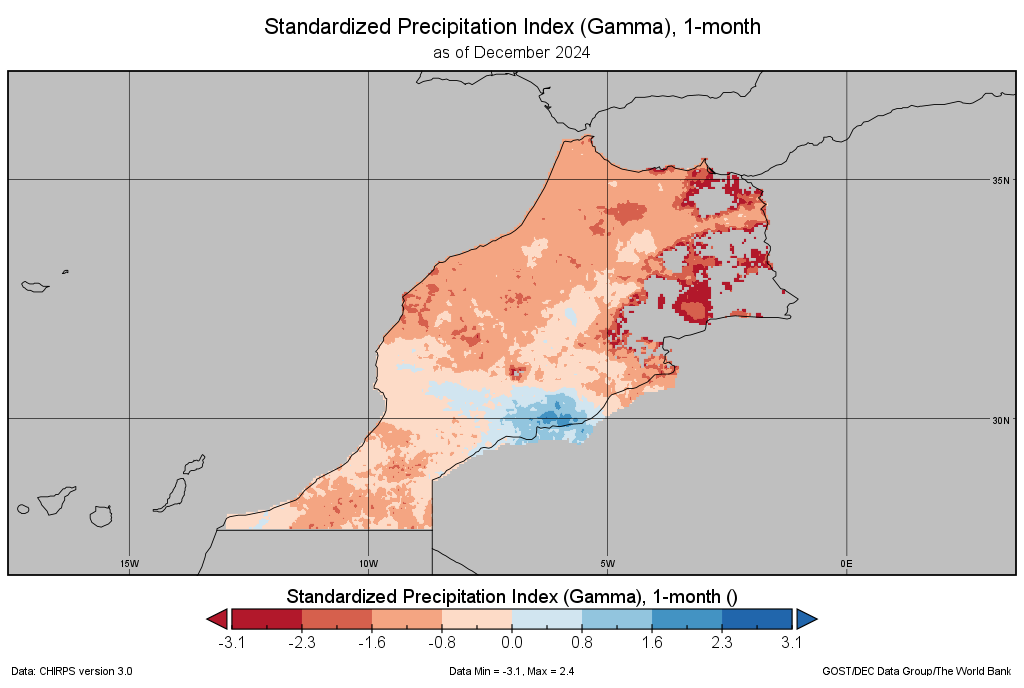 Standardized Precipitation Index (Gamma), 1-month
as of December 2024
35N
30N
15W 10W 5W 0E
Standardized Precipitation Index (Gamma), 1-month ()
-3.1 -2.3 -1.6 -0.8 0.0 0.8 1.6 2.3 3.1
Data: CHIRPS version 3.0 Data Min = -3.1, Max = 2.4 GOST/DEC Data Group/The World Bank